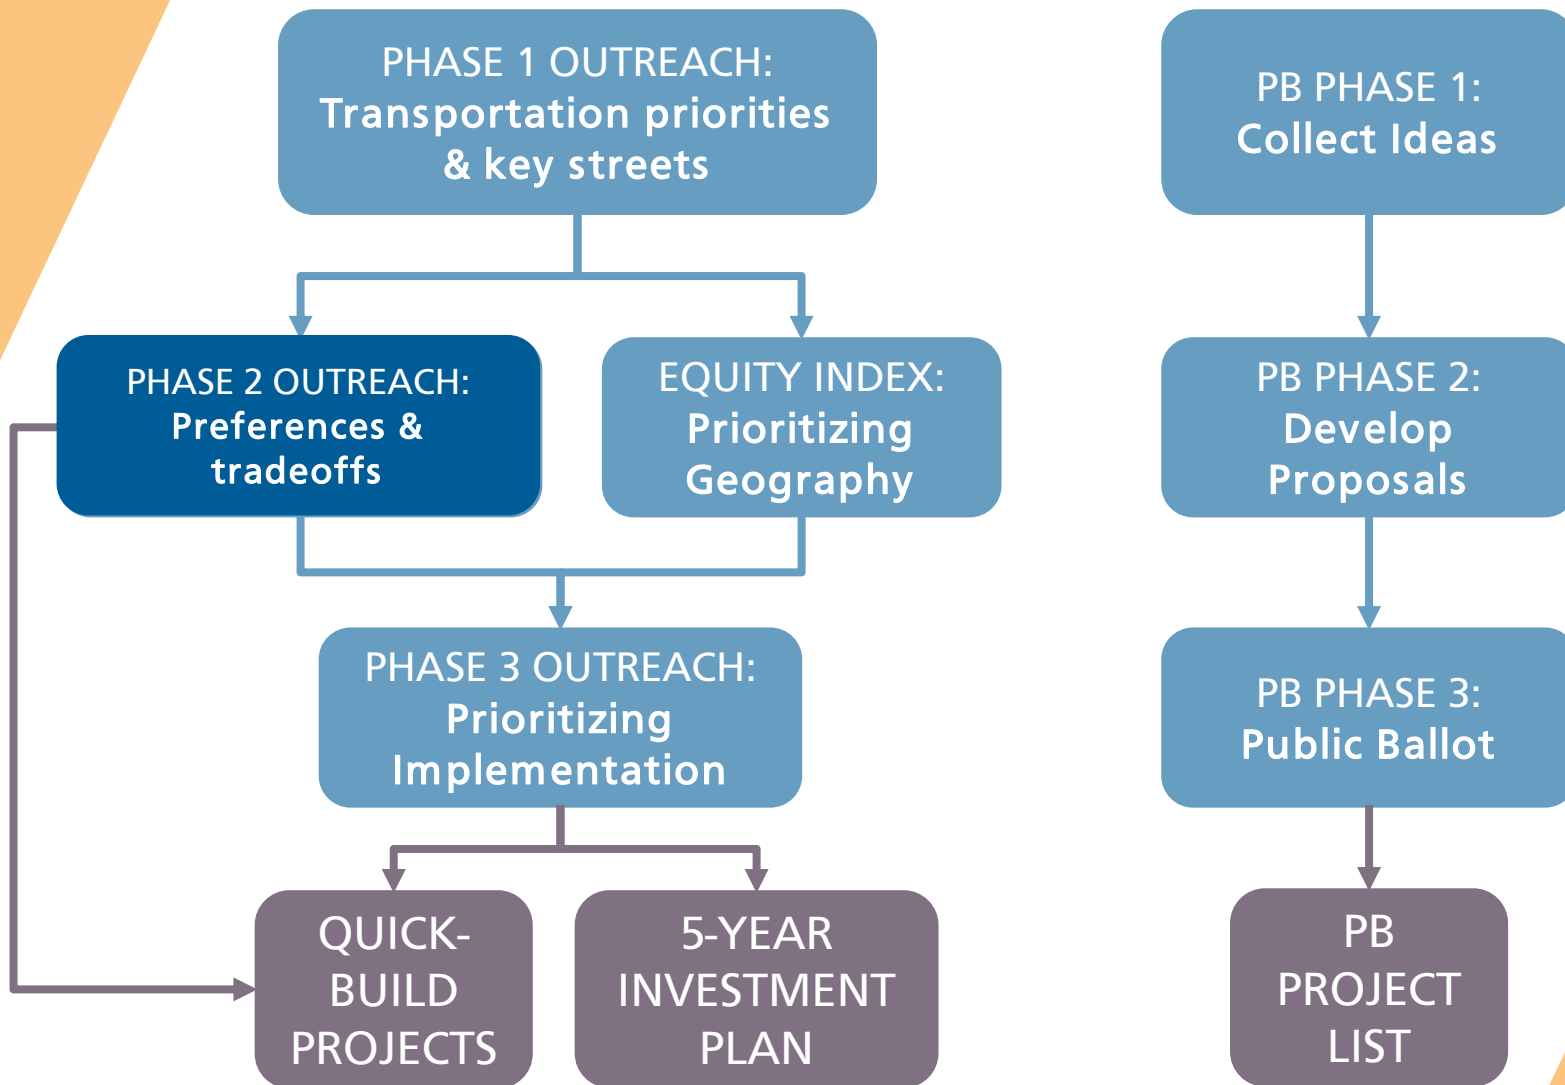 PHASE 1 OUTREACH:
Transportation priorities
& key streets
PB PHASE 1:
Collect Ideas
PHASE 2 OUTREACH:
Preferences &
tradeoffs
EQUITY INDEX:
Prioritizing
Geography
PB PHASE 2:
Develop
Proposals
PHASE 3 OUTREACH:
Prioritizing
Implementation
PB PHASE 3:
Public Ballot
QUICK-
BUILD
PROJECTS
5-YEAR
INVESTMENT
PLAN
PB
PROJECT
LIST